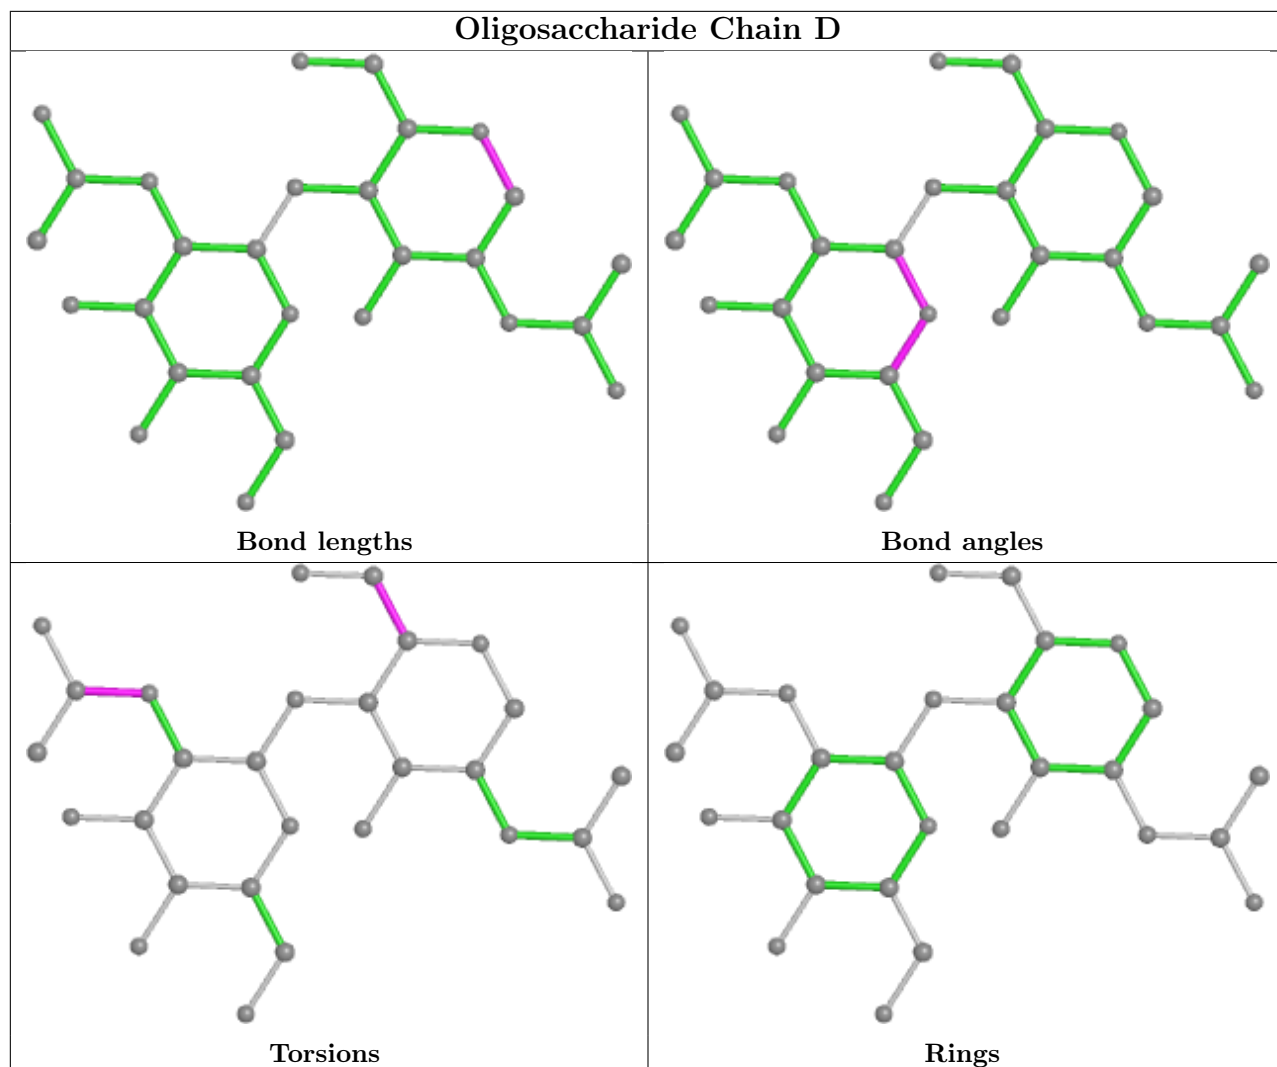 Oligosaccharide Chain D
Bond lengths
Bond angles
Torsions
Rings